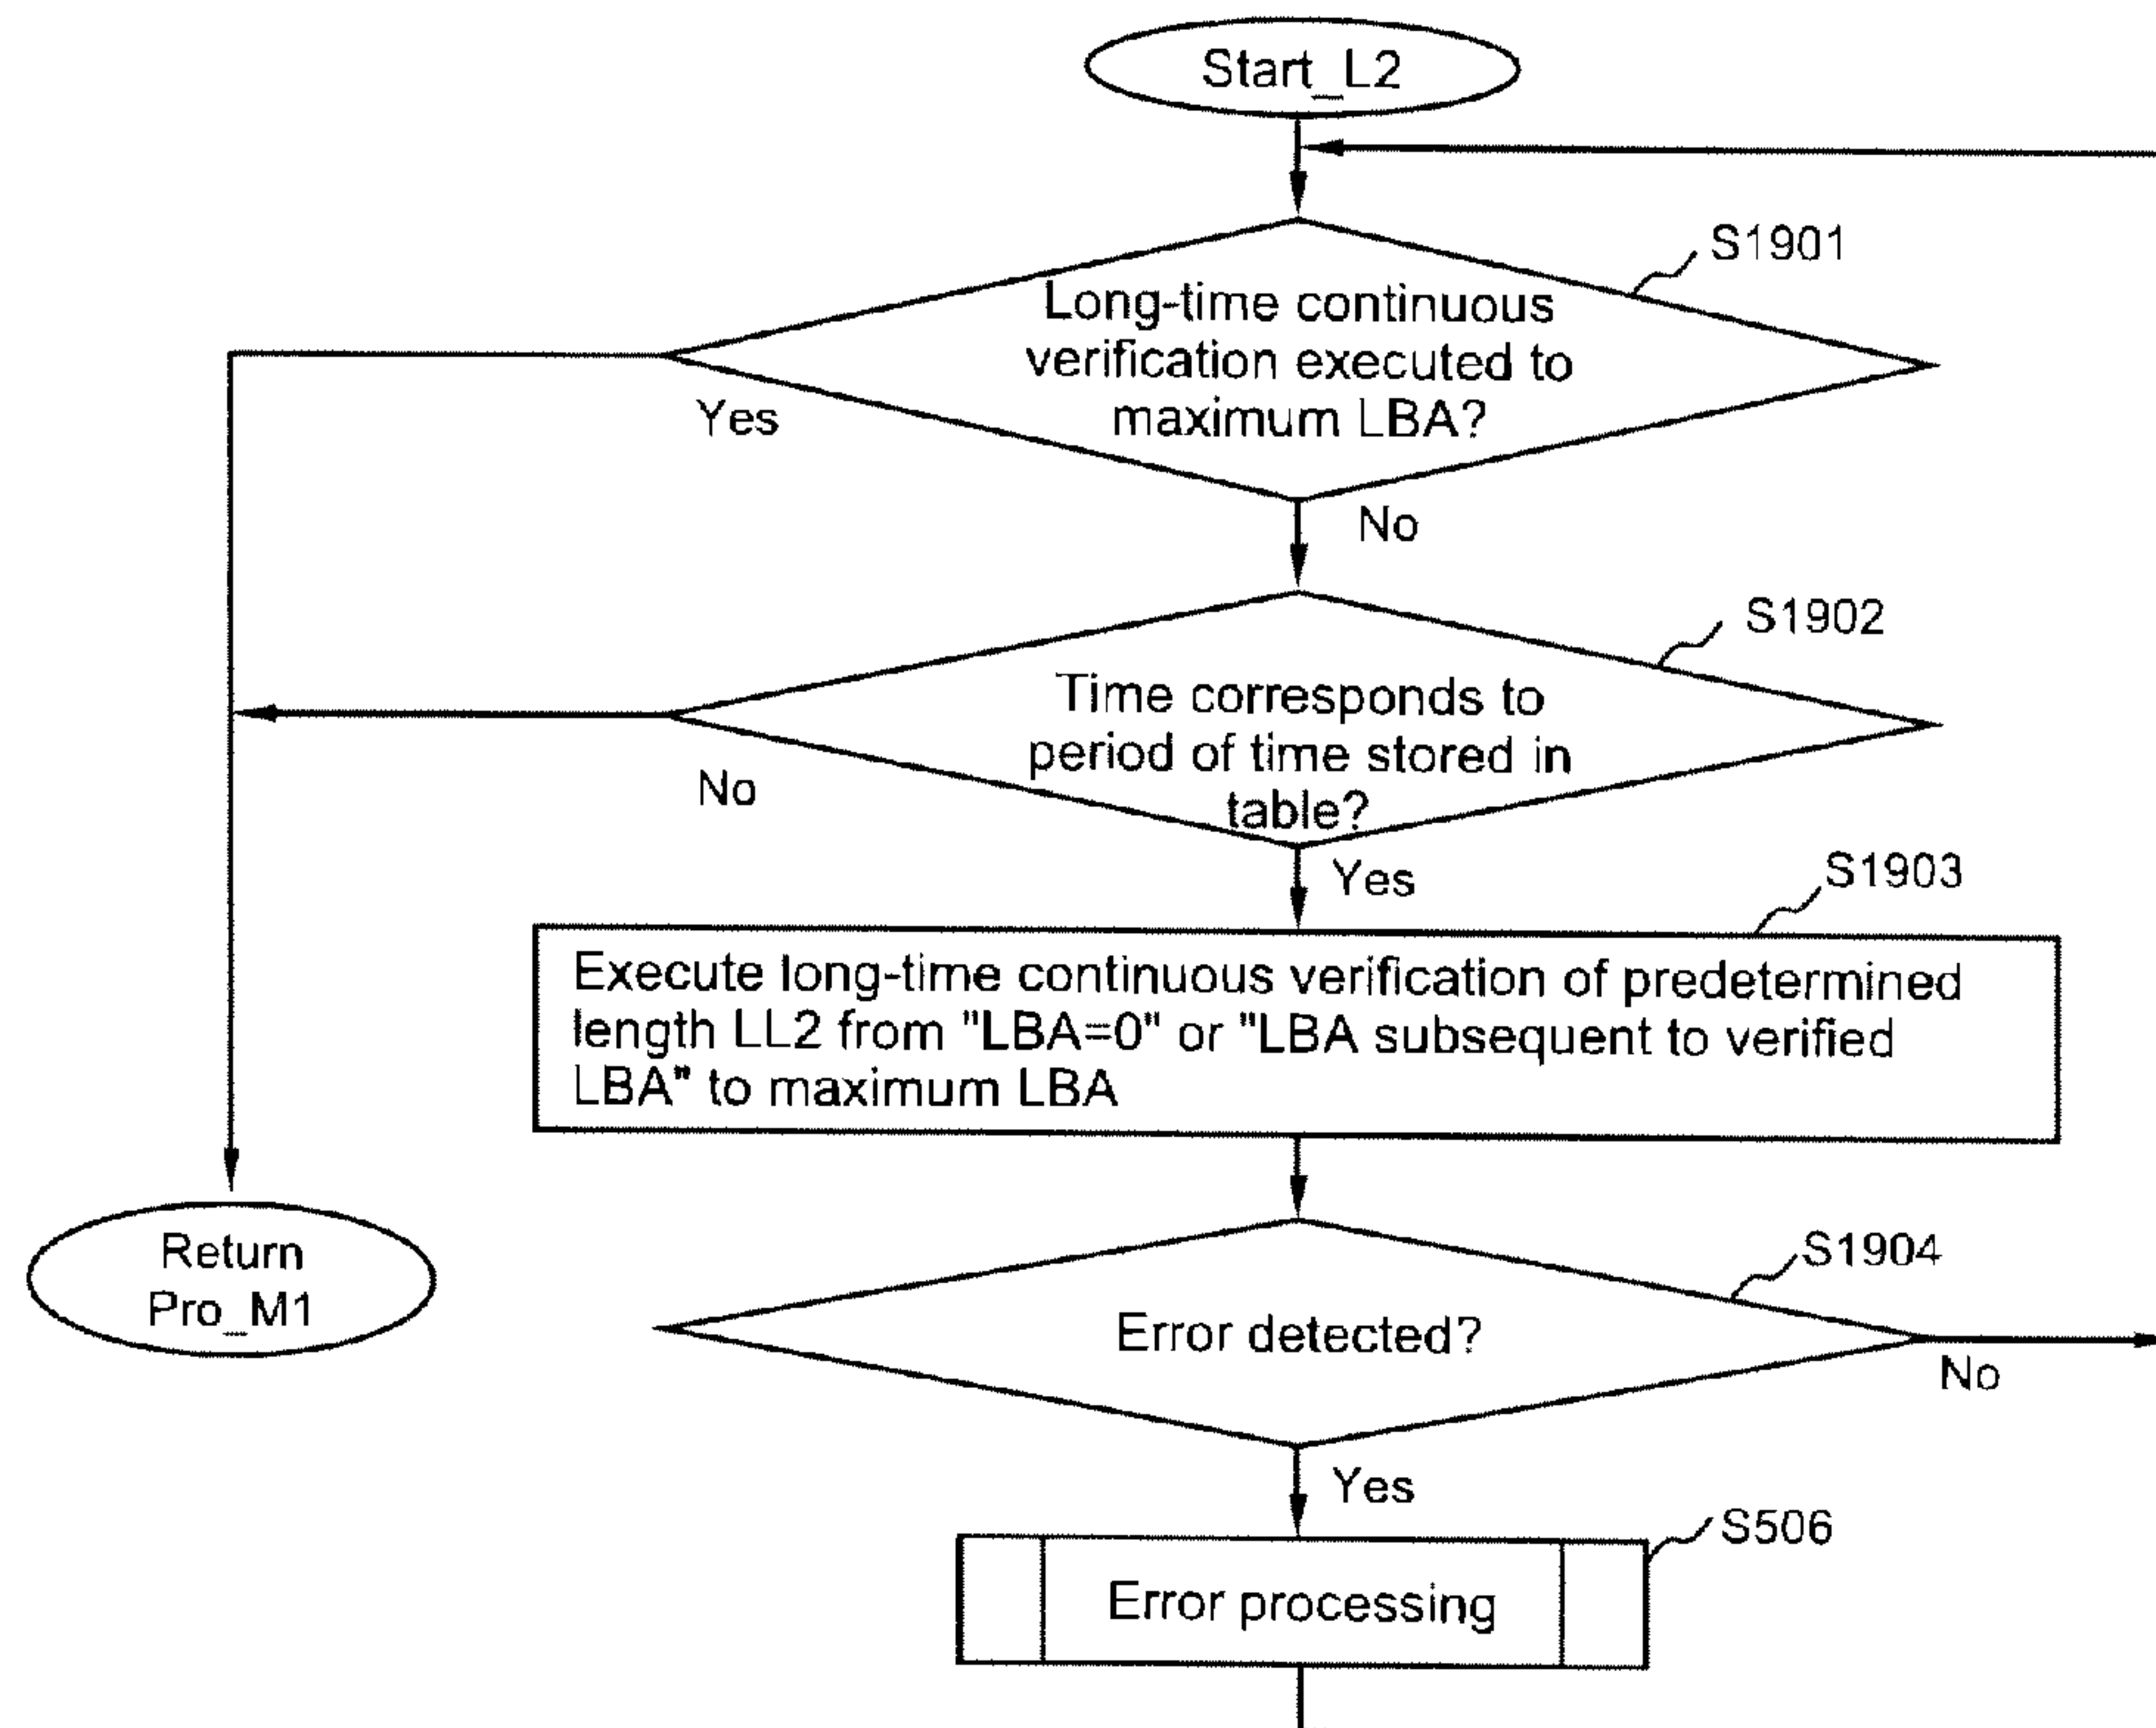 Start_L2
S1901
Long-time continuous
verification executed to
maximum LBA?
Yes
No
S1902
Time corresponds to
period of time stored in
table?
No
Yes
S1903
Execute long-time continuous verification of predetermined
length LL2 from "LBA=0" or "LBA subsequent to verified
LBA" to maximum LBA
Return
Pro_M1
S1904
Error detected?
No
Yes
S506
Error processing